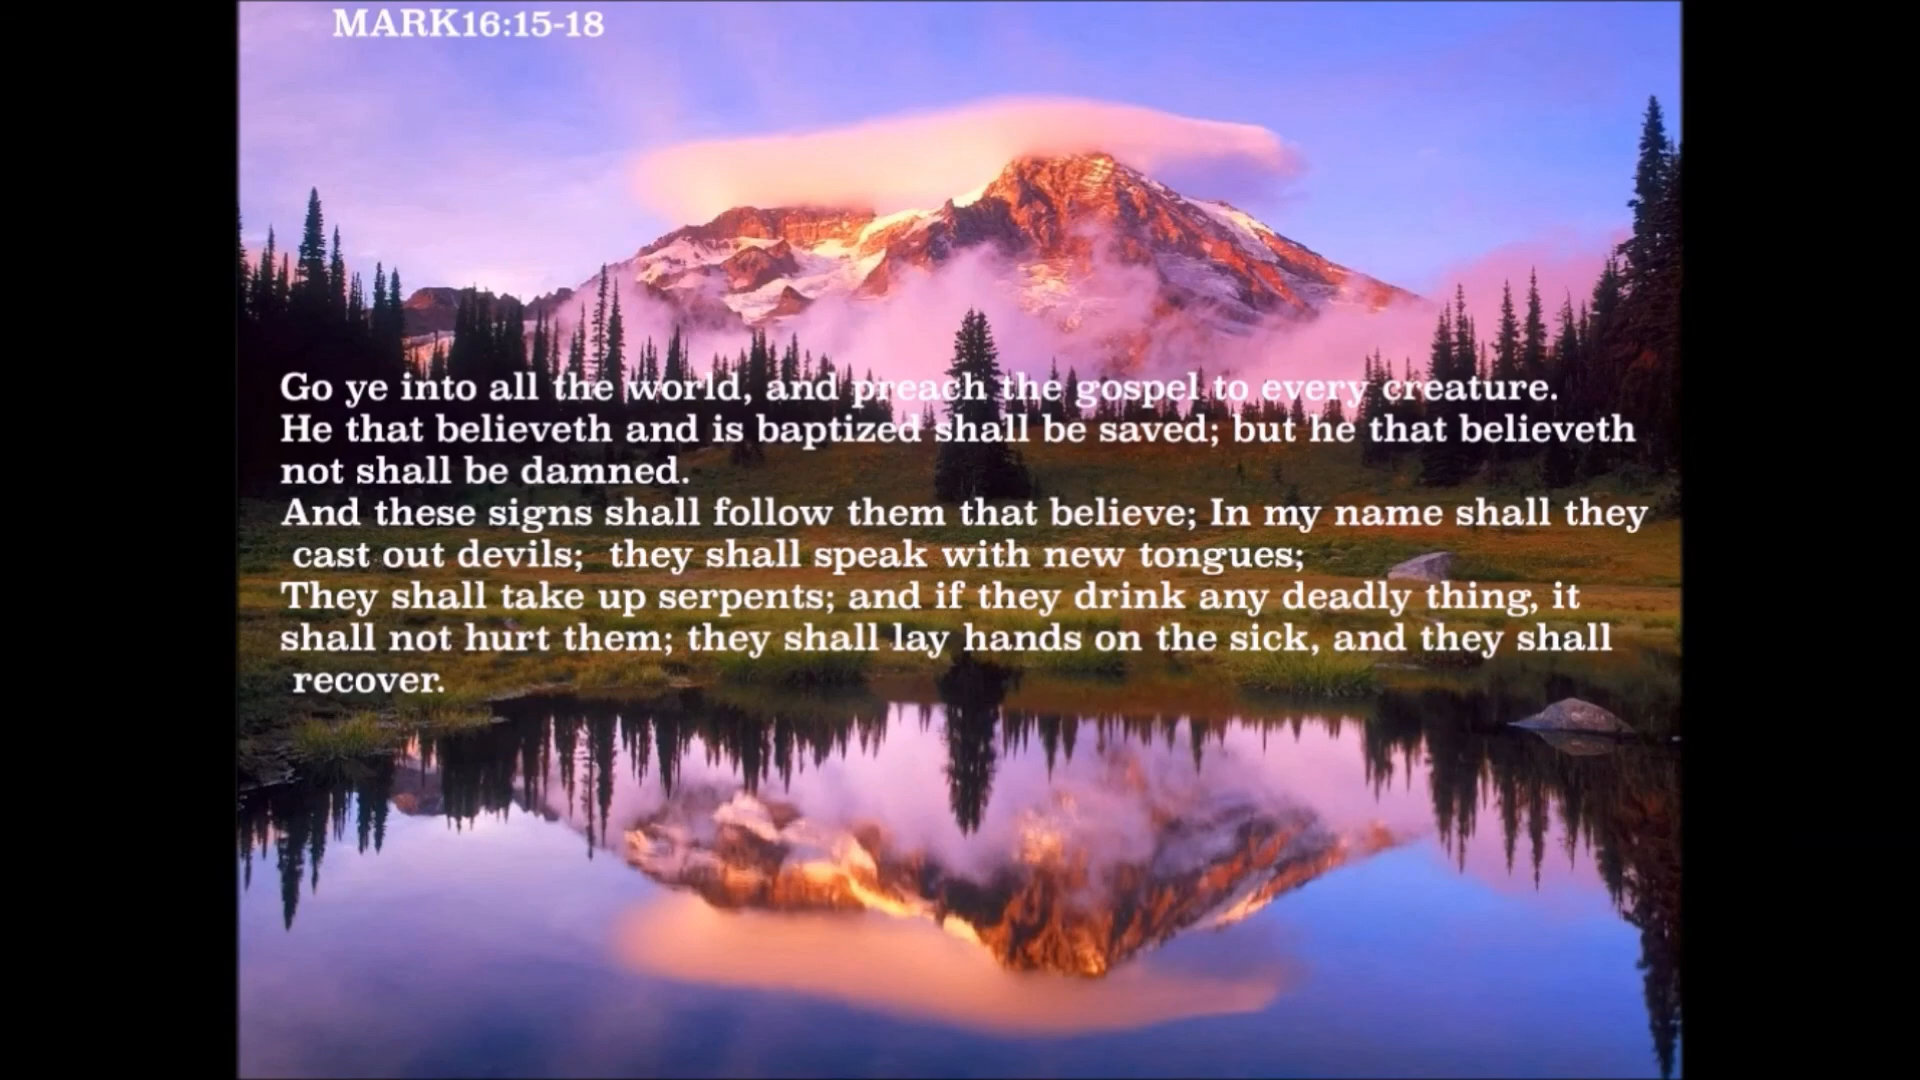 MARK16:15-18
Go ye into all the world, and preach the gospel to every creature.
He that believeth and is baptized shall be saved; but he that believeth
not shall be damned.
And these signs shall follow them that believe; In my name shall they
cast out devils;  they shall speak with new tongues;
They shall take up serpents; and if they drink any deadly thing, it
shall not hurt them; they shall lay hands on the sick, and they shall
recover.